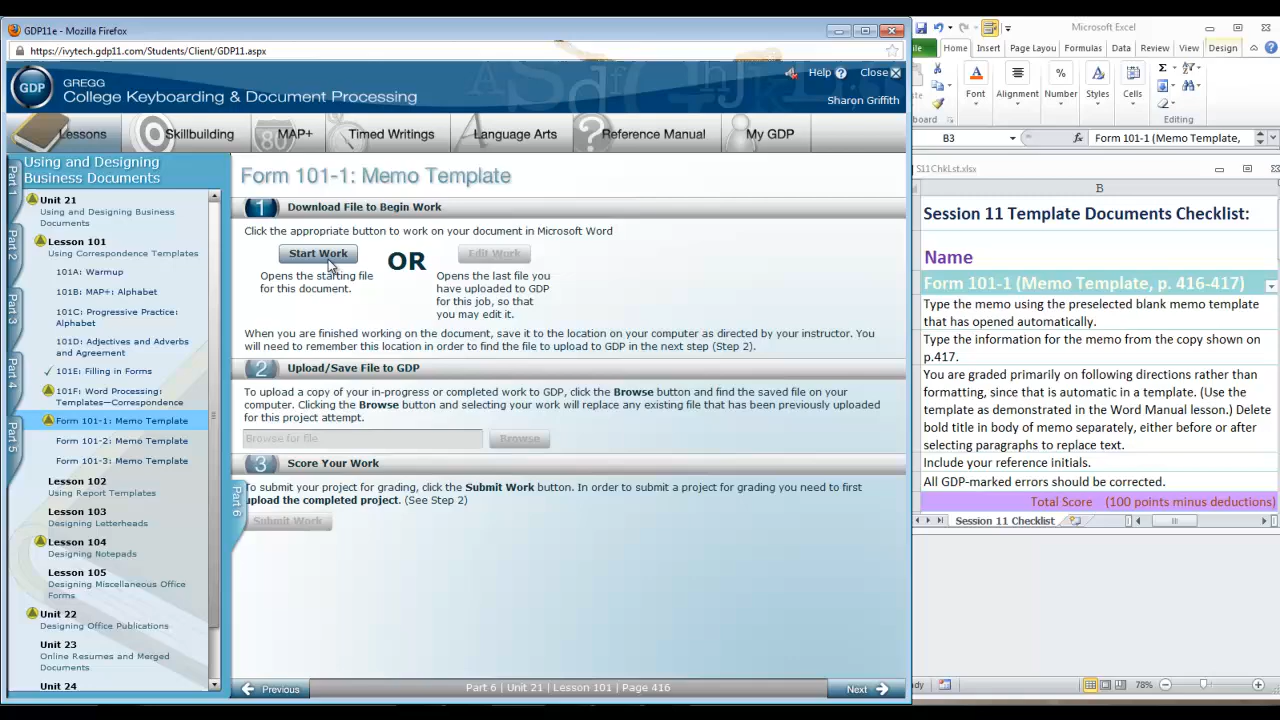 GDP11e - Mozilla Firefox
https://ivytech.gdp11.com/Students/Client/GDP11.aspx
GDP
GREGG
College Keyboarding & Document Processing
Help
Close
Sharon Griffith
Lessons
Skillbuilding
MAP+
Timed Writings
Language Arts
Reference Manual
My GDP
Part 1
Part 2
Part 3
Part 4
Part 5
Part 6
Using and Designing
Business Documents
Unit 21
Using and Designing Business
Documents
Lesson 101
Using Correspondence Templates
101A: Warmup
101B: MAP+: Alphabet
101C: Progressive Practice:
Alphabet
101D: Adjectives and Adverbs
and Agreement
101E: Filling in Forms
101F: Word Processing:
Templates—Correspondence
Form 101-1: Memo Template
Form 101-2: Memo Template
Form 101-3: Memo Template
Lesson 102
Using Report Templates
Lesson 103
Designing Letterheads
Lesson 104
Designing Notepads
Lesson 105
Designing Miscellaneous Office
Forms
Unit 22
Designing Office Publications
Unit 23
Online Resumes and Merged
Documents
Unit 24
Form 101-1: Memo Template
1 Download File to Begin Work
Click the appropriate button to work on your document in Microsoft Word
Start Work
OR
Edit Work
Opens the starting file
for this document.
Opens the last file you
have uploaded to GDP
for this job, so that
you may edit it.
When you are finished working on the document, save it to the location on your computer as directed by your instructor. You
will need to remember this location in order to find the file to upload to GDP in the next step (Step 2).
2 Upload/Save File to GDP
To upload a copy of your in-progress or completed work to GDP, click the Browse button and find the saved file on your
computer. Clicking the Browse button and selecting your work will replace any existing file that has been previously uploaded
for this project attempt.
Browse for file
Browse
3 Score Your Work
To submit your project for grading, click the Submit Work button. In order to submit a project for grading you need to first
upload the completed project. (See Step 2)
Submit Work
Previous
Part 6 | Unit 21 | Lesson 101 | Page 416
Next
Microsoft Excel
Home
Insert
Page Layou
Formulas
Data
Review
View
Design
Font
Alignment
Number
Styles
Cells
Editing
board
B3
fx
Form 101-1 (Memo Template,
S11ChkLst.xlsx
B
Session 11 Template Documents Checklist:
Name
Form 101-1 (Memo Template, p. 416-417)
Type the memo using the preselected blank memo template
that has opened automatically.
Type the information for the memo from the copy shown on
p.417.
You are graded primarily on following directions rather than
formatting, since that is automatic in a template. (Use the
template as demonstrated in the Word Manual lesson.) Delete
bold title in body of memo separately, either before or after
selecting paragraphs to replace text.
Include your reference initials.
All GDP-marked errors should be corrected.
Total Score (100 points minus deductions)
Session 11 Checklist
78%